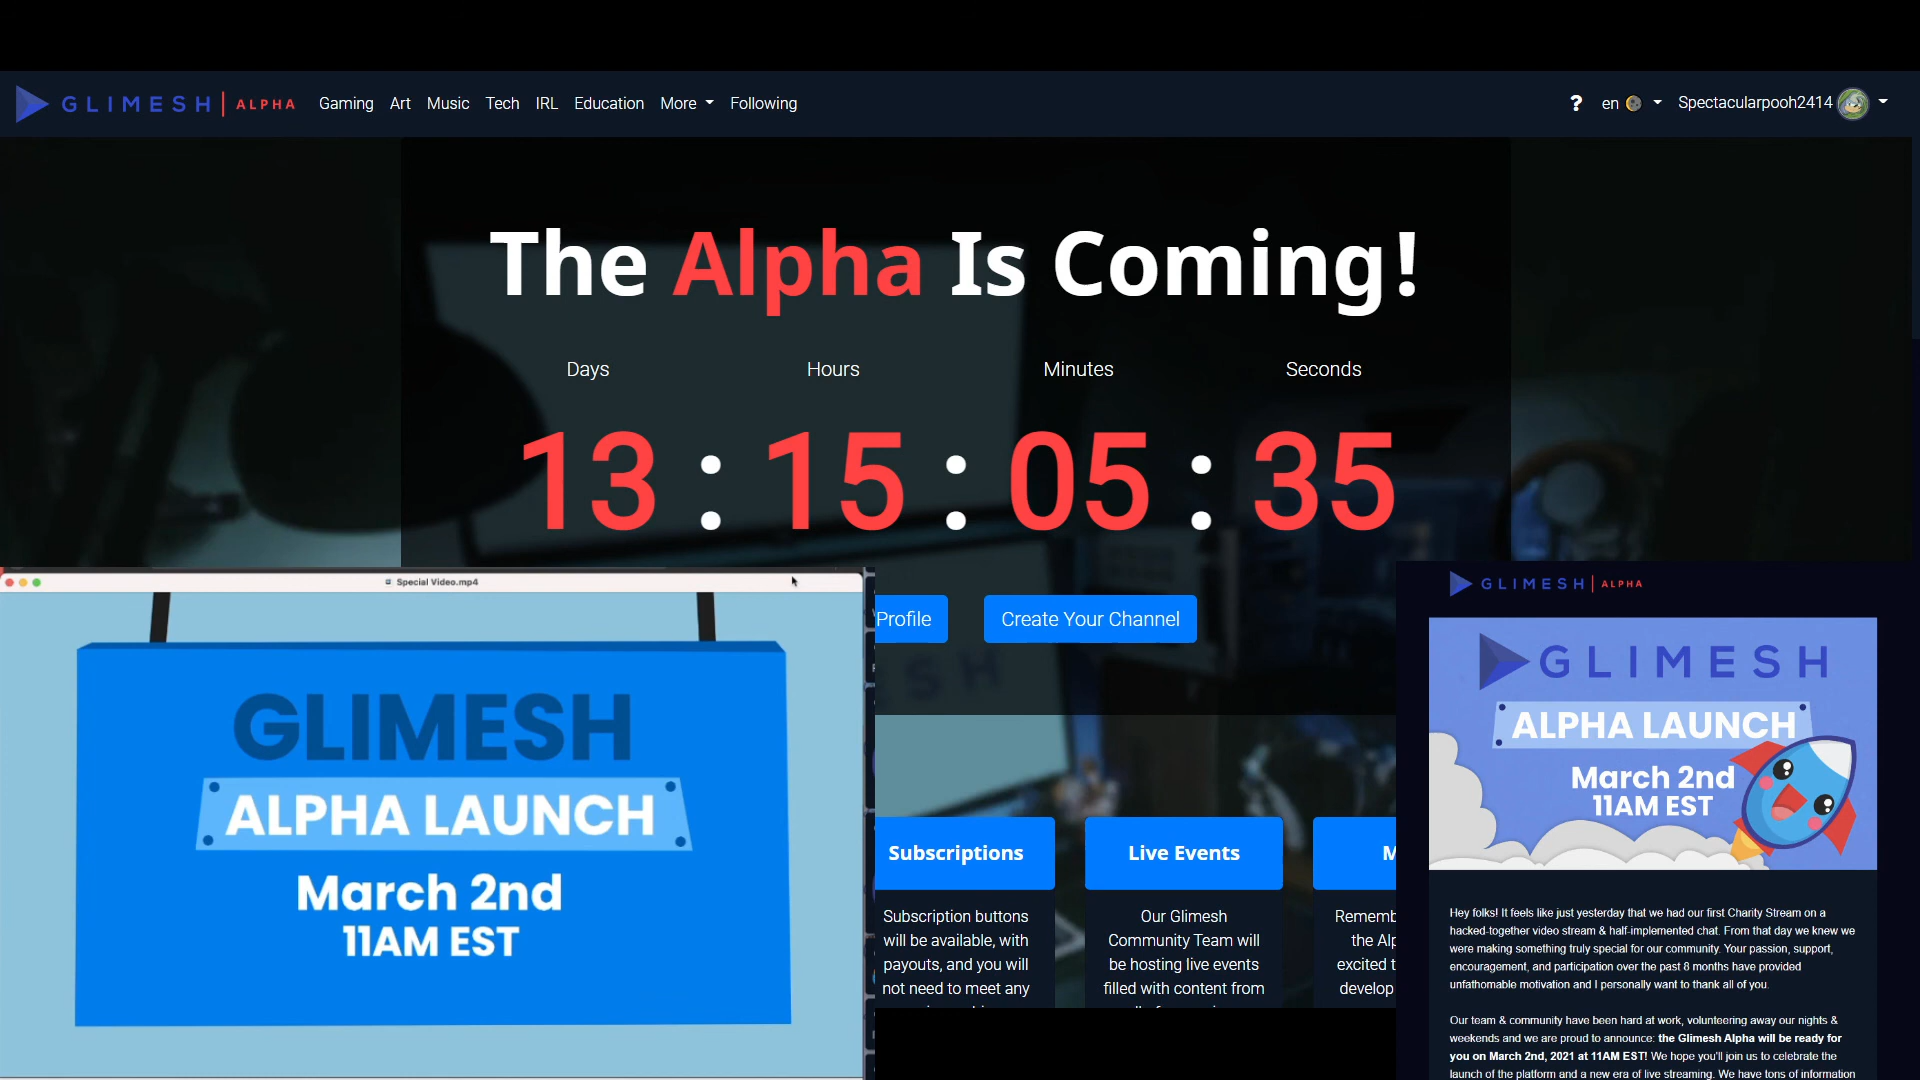 GLIMESH | ALPHA Gaming Art Music Tech IRL Education More Following ? en Spectacularpooh2414
The Alpha Is Coming!
Days Hours Minutes Seconds
13 : 15 : 05 : 35
Profile Create Your Channel
Subscriptions
Subscription buttons
will be available, with
payouts, and you will
not need to meet any
Live Events
Our Glimesh
Community Team will
be hosting live events
filled with content from
the
excited
develop
Special Video.mp4
GLIMESH
ALPHA LAUNCH
March 2nd
11AM EST
GLIMESH | ALPHA
GLIMESH
ALPHA LAUNCH
March 2nd
11AM EST
Hey folks! It feels like just yesterday that we had our first Charity Stream on a
hacked-together video stream & half-implemented chat. From that day we knew we
were making something truly special for our community. Your passion, support,
encouragement, and participation over the past 8 months have provided
unfathomable motivation and I personally want to thank all of you.
Our team & community have been hard at work, volunteering away our nights &
weekends and we are proud to announce: the Glimesh Alpha will be ready for
you on March 2nd, 2021 at 11AM EST! We hope you'll join us to celebrate the
launch of the platform and a new era of live streaming. We have tons of information